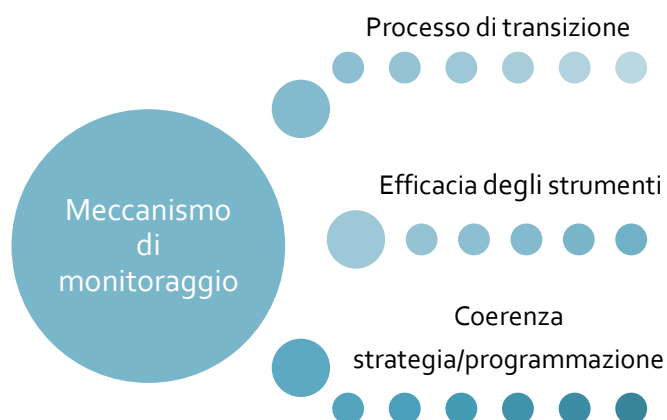 Processo di transizione
Efficacia degli strumenti
Meccanismo
di
monitoraggio
Coerenza
strategia/programmazione